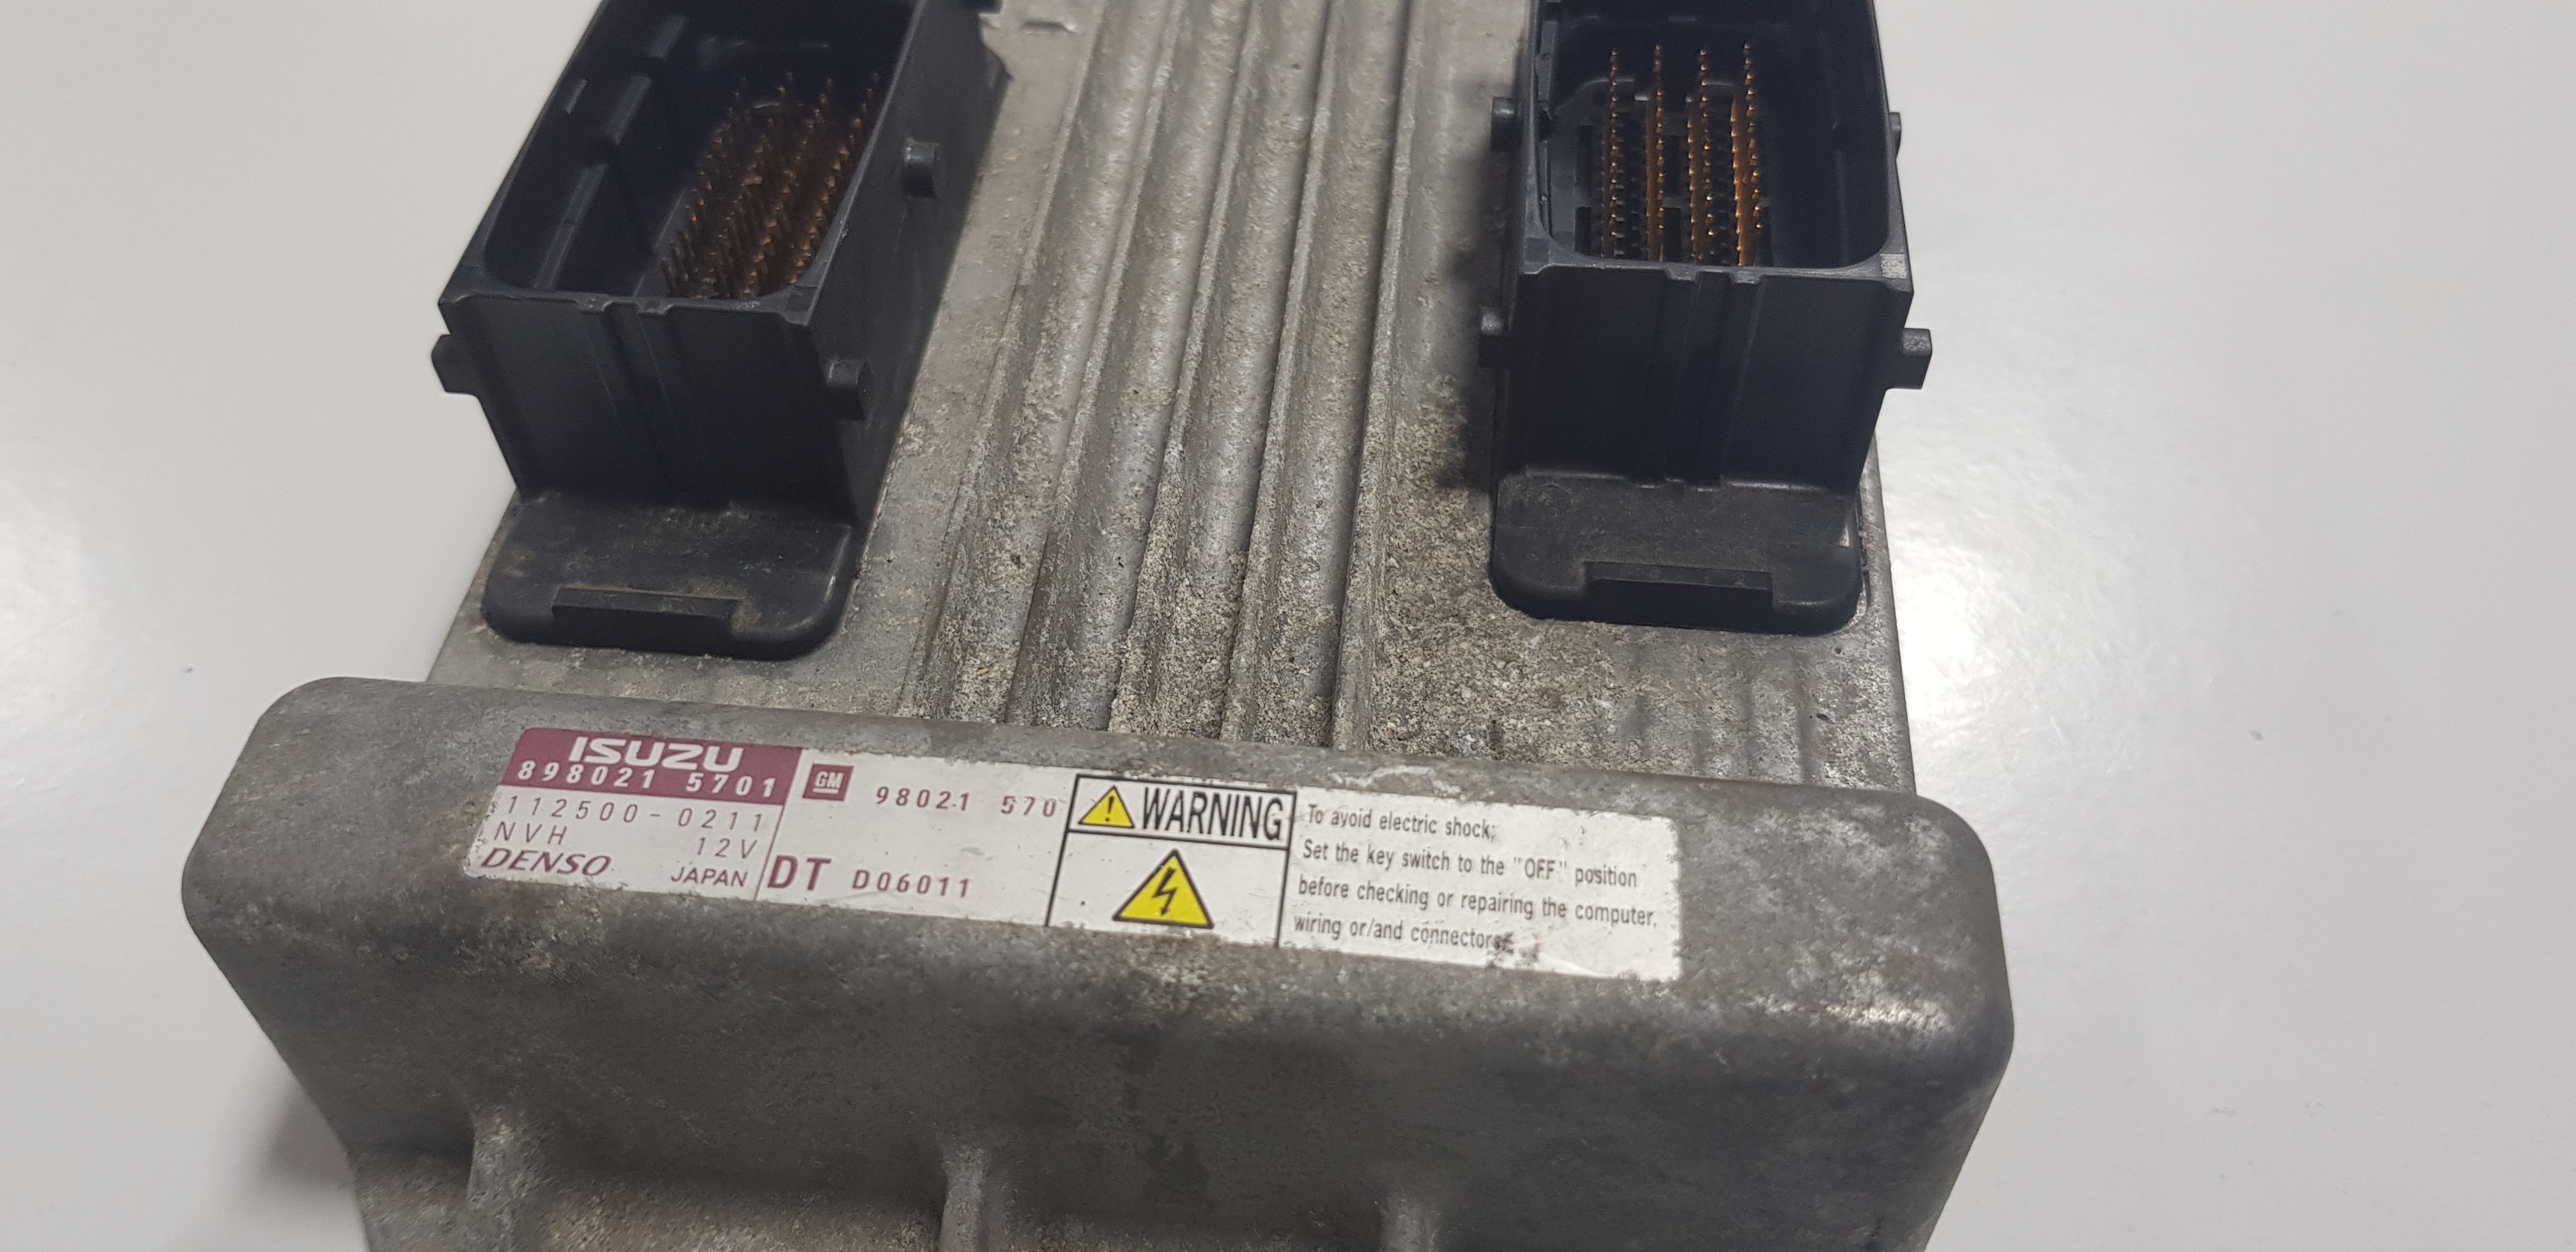 ISUZU
898021 5701
112500-0211
NVH 12V
DENSO JAPAN
GM 98021 570
DT D06011
WARNING
To avoid electric shock;
Set the key switch to the "OFF" position
before checking or repairing the computer,
wiring or/and connectors.